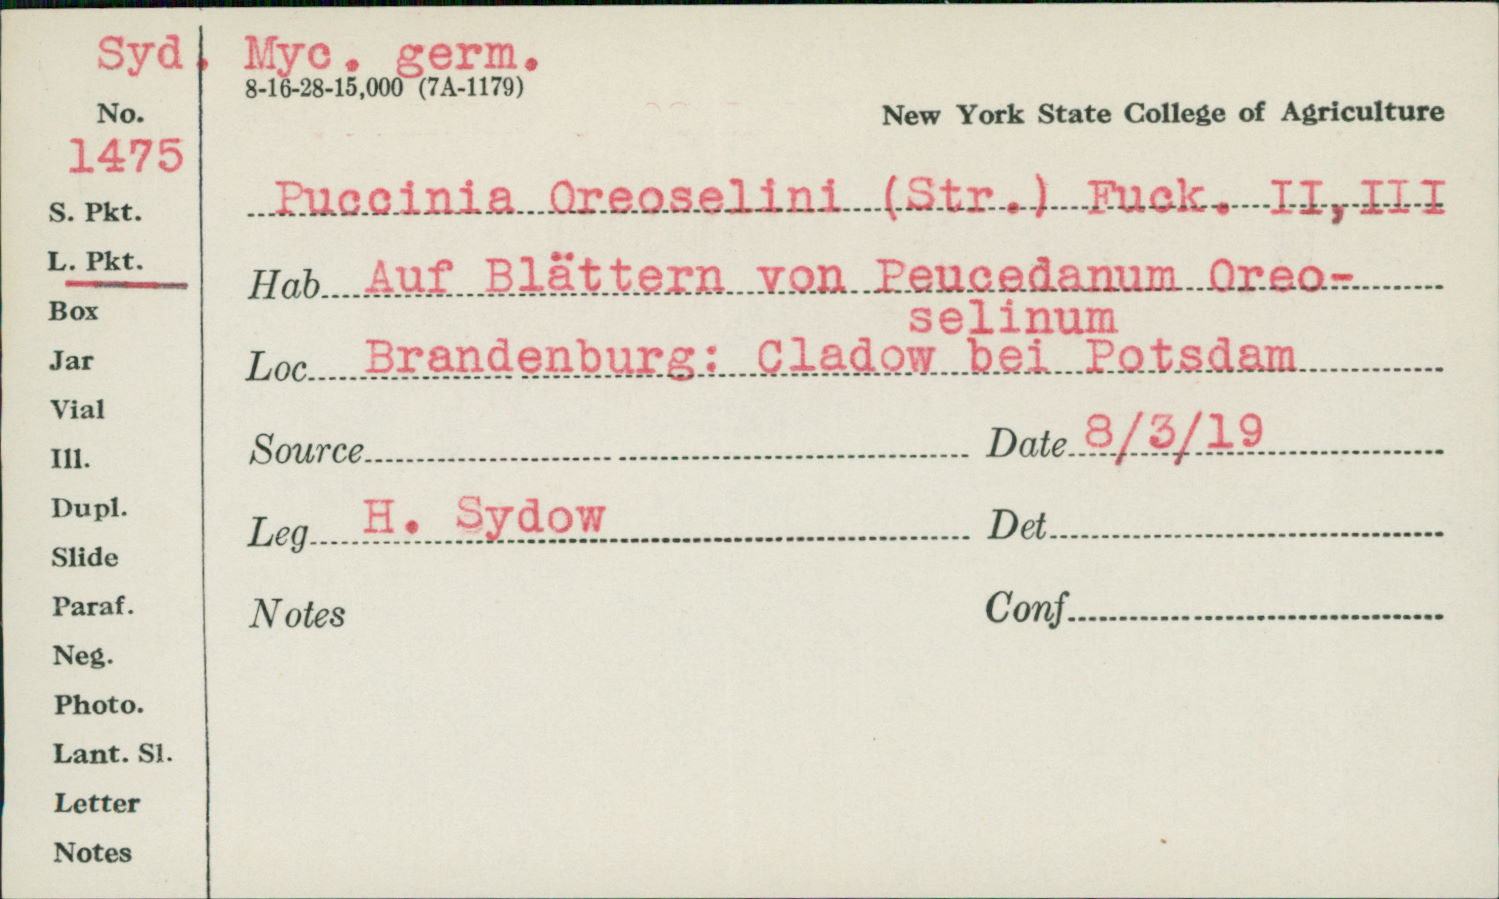 Syd. Myc. germ.
8-16-28-15,000 (7A-1179)
New York State College of Agriculture
No.
1475
S. Pkt.
L. Pkt.
Box
Jar
Vial
Ill.
Dupl.
Slide
Paraf.
Neg.
Photo.
Lant. Sl.
Letter
Notes
Puccinia Oreoselini (Str.) Fuck. II,III
Hab Auf Blättern von Peucedanum Oreo-
selinum
Loc Brandenburg: Cladow bei Potsdam
Source Date 8/3/19
Leg H. Sydow Det
Notes Conf